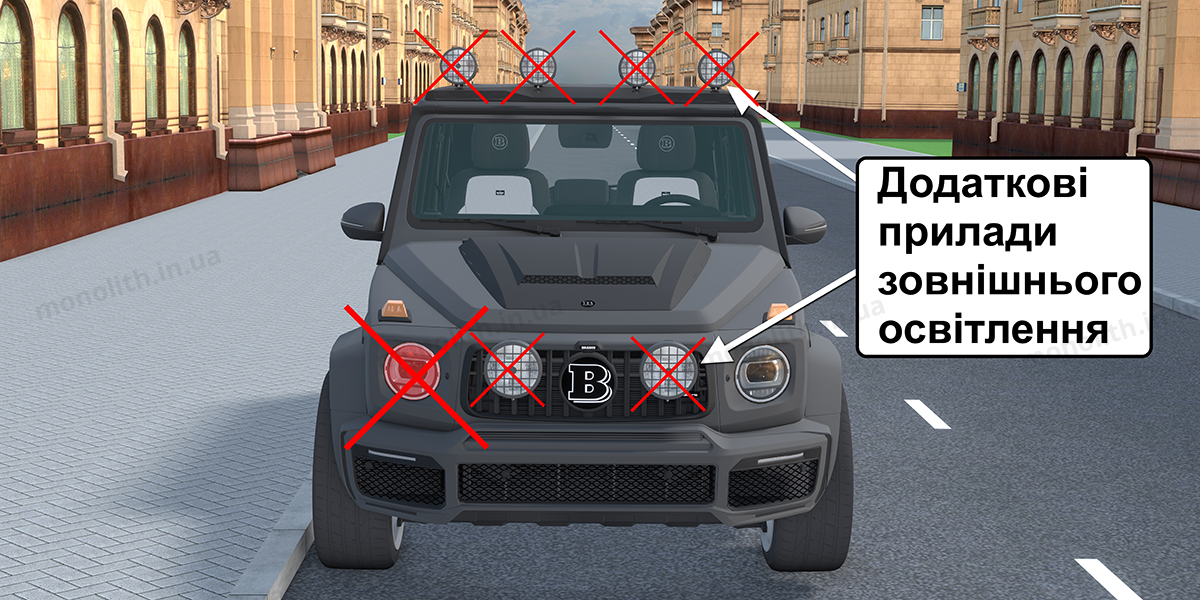 Додаткові
прилади
зовнішнього
освітлення
monolith.in.ua
B